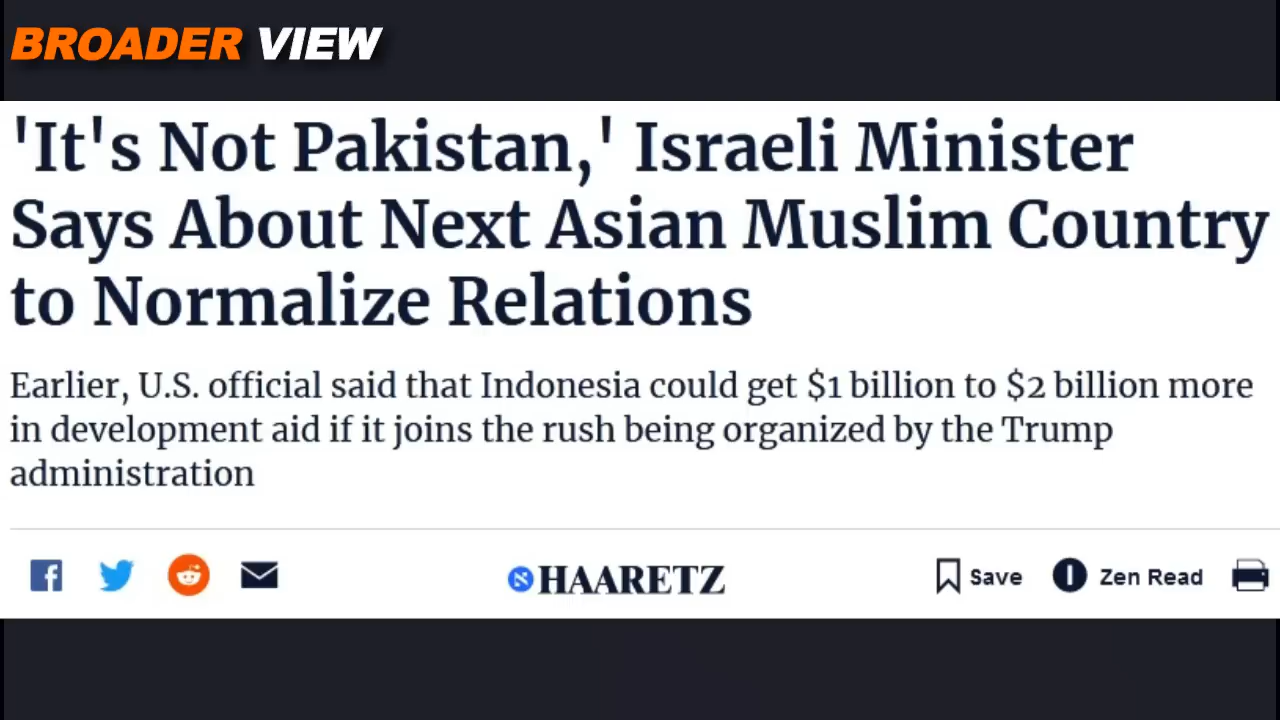 BROADER VIEW
'It's Not Pakistan,' Israeli Minister
Says About Next Asian Muslim Country
to Normalize Relations
Earlier, U.S. official said that Indonesia could get $1 billion to $2 billion more
in development aid if it joins the rush being organized by the Trump
administration
HAARETZ Save Zen Read